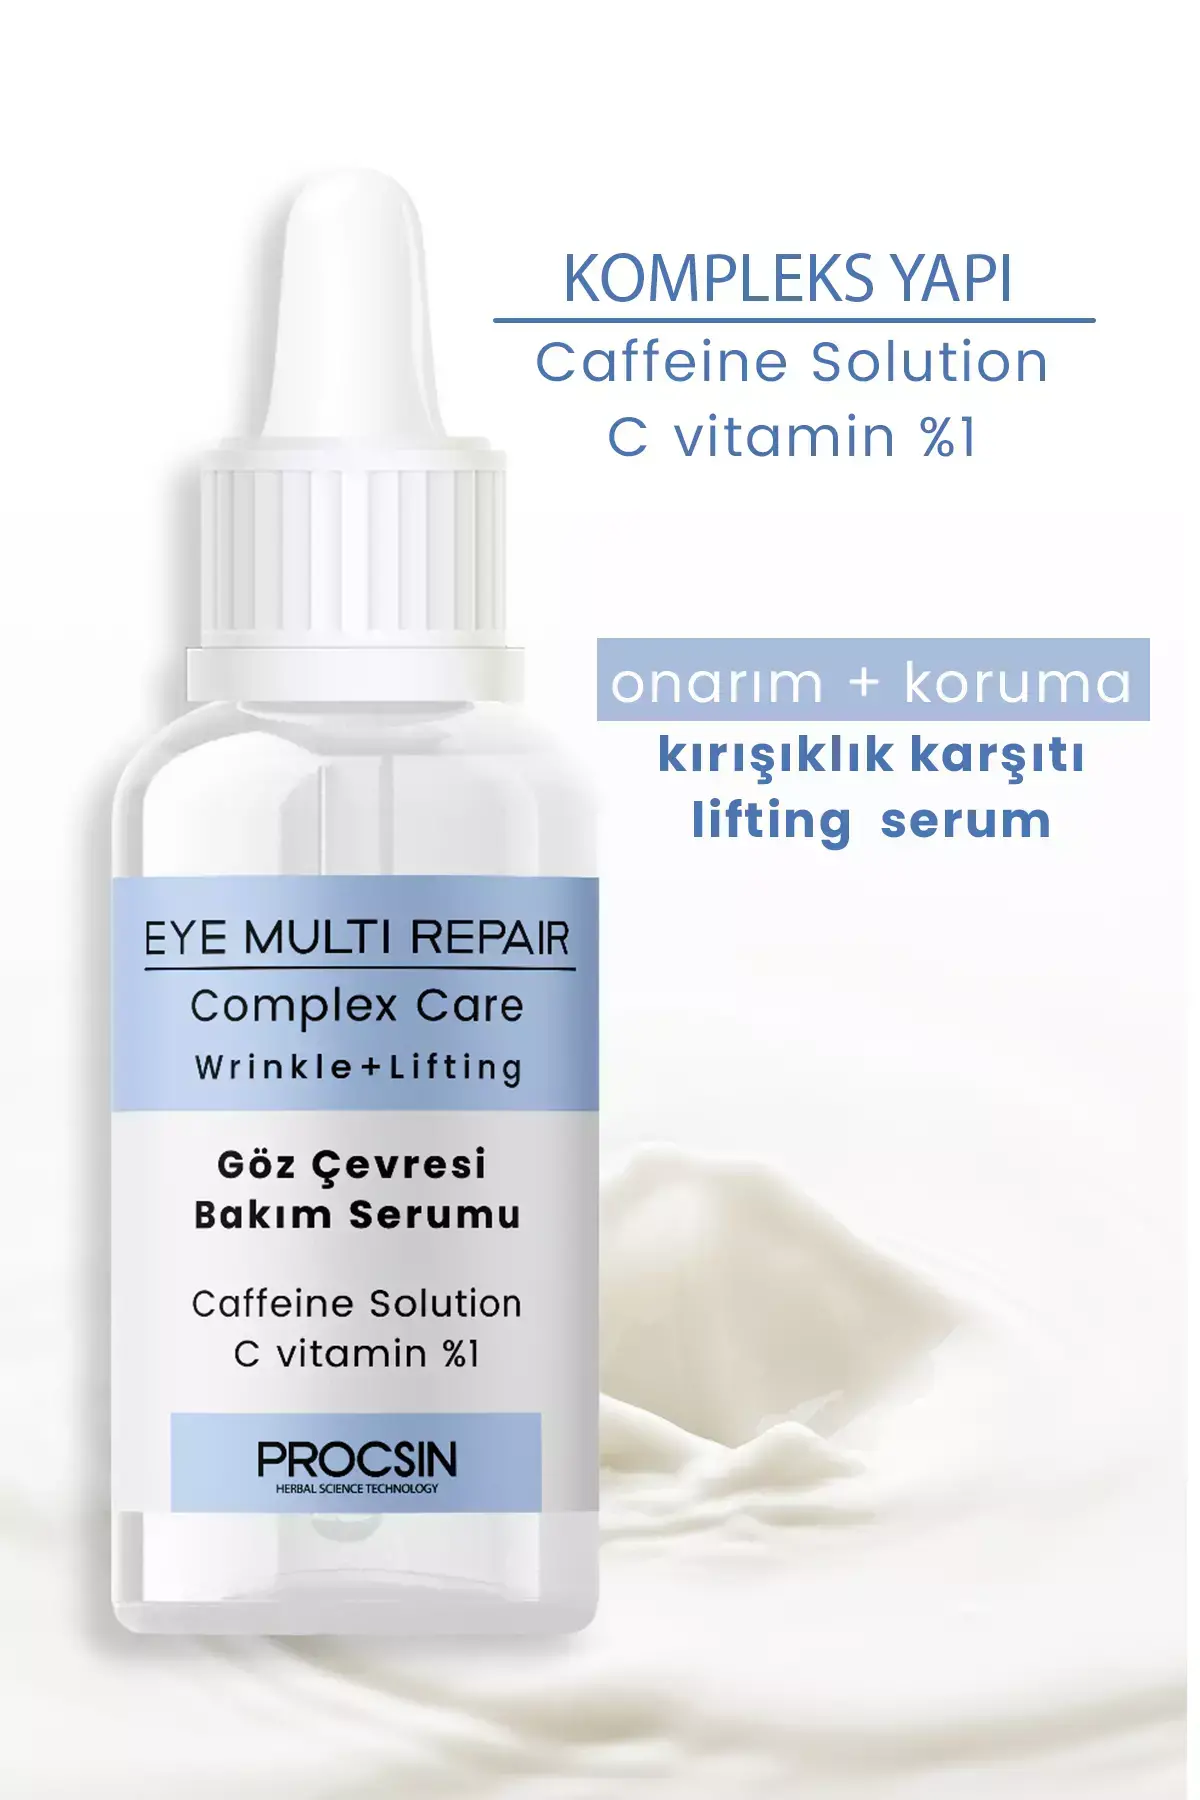 KOMPLEKS YAPI
Caffeine Solution
C vitamin %1
onarım + koruma
kırışıklık karşıtı
lifting serum
EYE MULTI REPAIR
Complex Care
Wrinkle+Lifting
Göz Çevresi
Bakım Serumu
Caffeine Solution
C vitamin %1
PROCSIN
HERBAL SCIENCE TECHNOLOGY